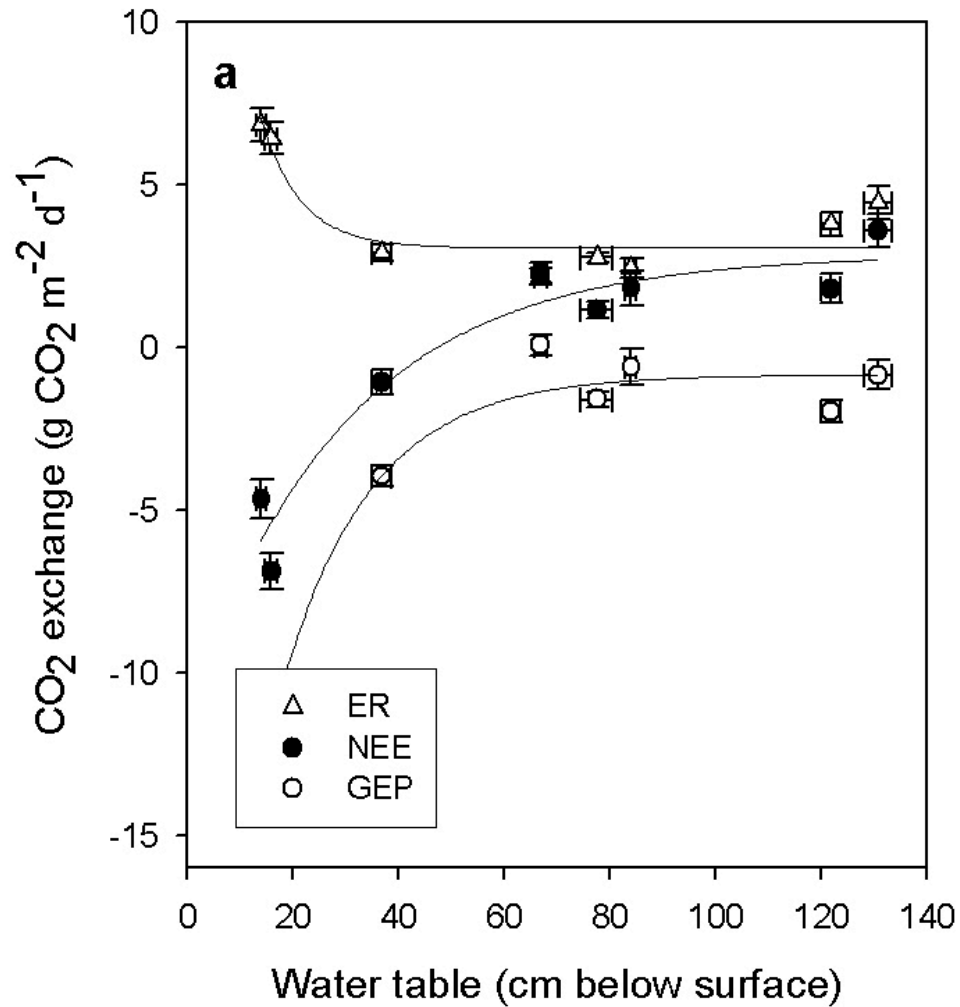 a
10
5
0
-5
-10
-15
CO₂ exchange (g CO₂ m⁻² d⁻¹)
ER
NEE
GEP
0 20 40 60 80 100 120 140
Water table (cm below surface)